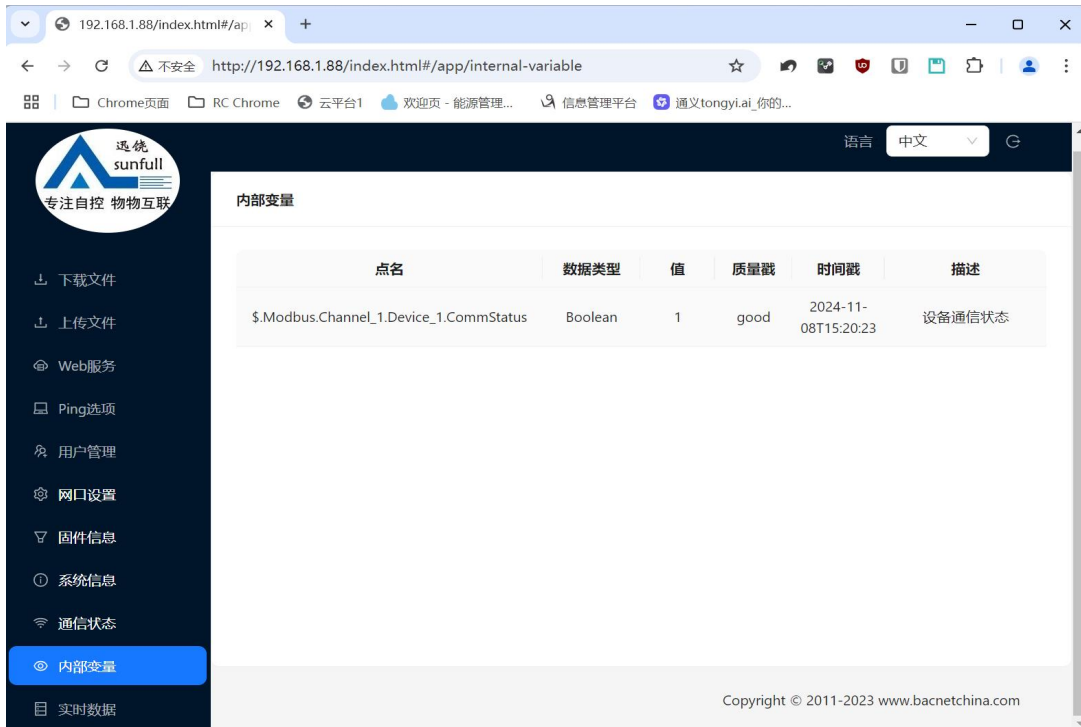 192.168.1.88/index.html#/ap
不安全 http://192.168.1.88/index.html#/app/internal-variable
Chrome页面 RC Chrome 云平台1 欢迎页 - 能源管理... 信息管理平台 通义tongyi.ai_你的...
迅饶
sunfull
专注自控 物物互联
语言 中文
内部变量
点名 数据类型 值 质量戳 时间戳 描述
$.Modbus.Channel_1.Device_1.CommStatus Boolean 1 good 2024-11-
08T15:20:23 设备通信状态
下载文件
上传文件
Web服务
Ping选项
用户管理
网口设置
固件信息
系统信息
通信状态
内部变量
实时数据
Copyright © 2011-2023 www.bacnetchina.com